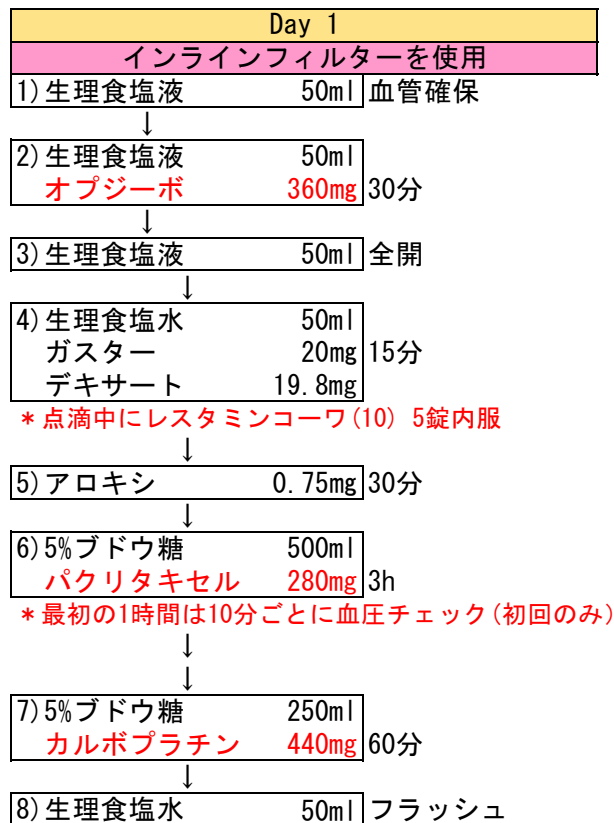 Day 1
インラインフィルターを使用
1)生理食塩液 50ml 血管確保
↓
2)生理食塩液 50ml
オプジーボ 360mg 30分
↓
3)生理食塩液 50ml 全開
↓
4)生理食塩水 50ml
ガスター 20mg 15分
デキサート 19.8mg
*点滴中にレスタミンコーワ(10) 5錠内服
↓
5)アロキシ 0.75mg 30分
↓
6)5%ブドウ糖 500ml
パクリタキセル 280mg 3h
*最初の1時間は10分ごとに血圧チェック(初回のみ)
↓
↓
7)5%ブドウ糖 250ml
カルボプラチン 440mg 60分
↓
8)生理食塩水 50ml フラッシュ